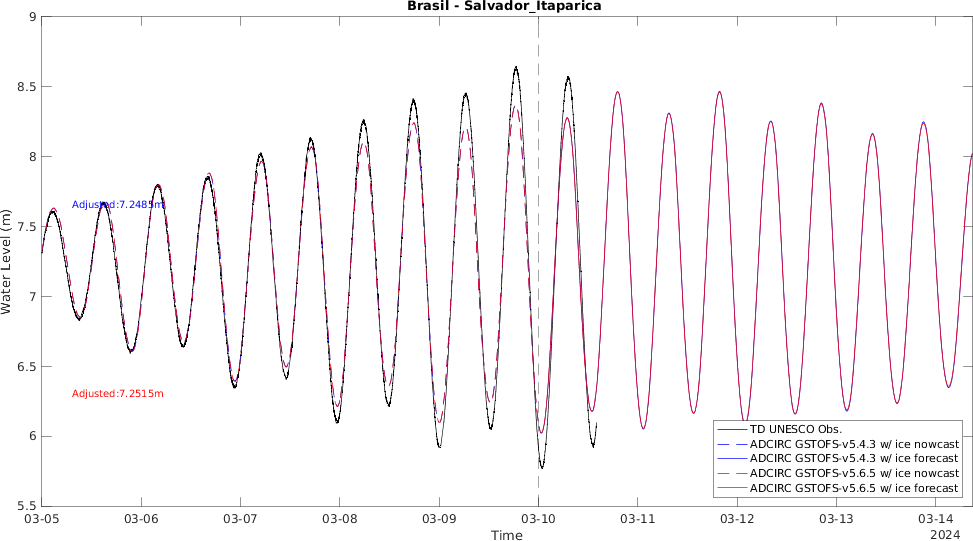 Brasil - Salvador_Itaparica
9
8.5
8
7.5
7
6.5
6
5.5
Water Level (m)
Adjusted:7.2485m
Adjusted:7.2515m
TD UNESCO Obs.
ADCIRC GSTOFS-v5.4.3 w/ ice nowcast
ADCIRC GSTOFS-v5.4.3 w/ ice forecast
ADCIRC GSTOFS-v5.6.5 w/ ice nowcast
ADCIRC GSTOFS-v5.6.5 w/ ice forecast
03-05 03-06 03-07 03-08 03-09 03-10 03-11 03-12 03-13 03-14
Time
2024